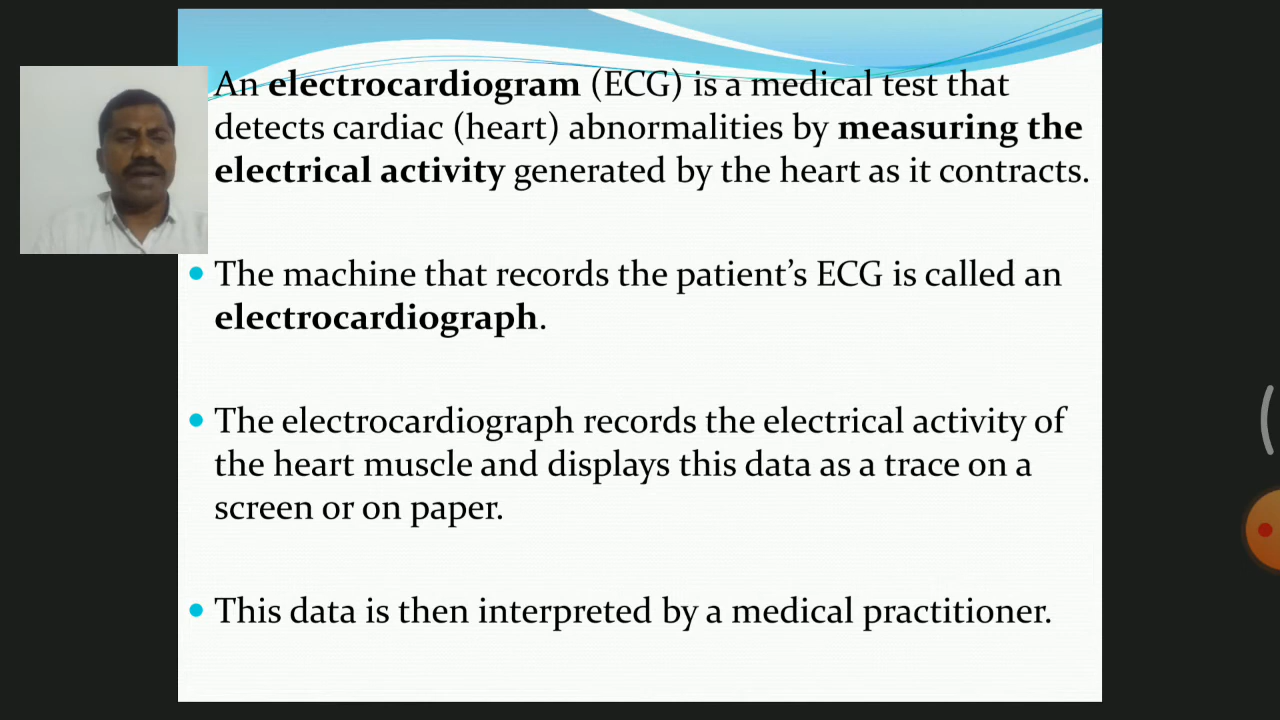 An electrocardiogram (ECG) is a medical test that
detects cardiac (heart) abnormalities by measuring the
electrical activity generated by the heart as it contracts.
• The machine that records the patient’s ECG is called an
electrocardiograph.
• The electrocardiograph records the electrical activity of
the heart muscle and displays this data as a trace on a
screen or on paper.
• This data is then interpreted by a medical practitioner.